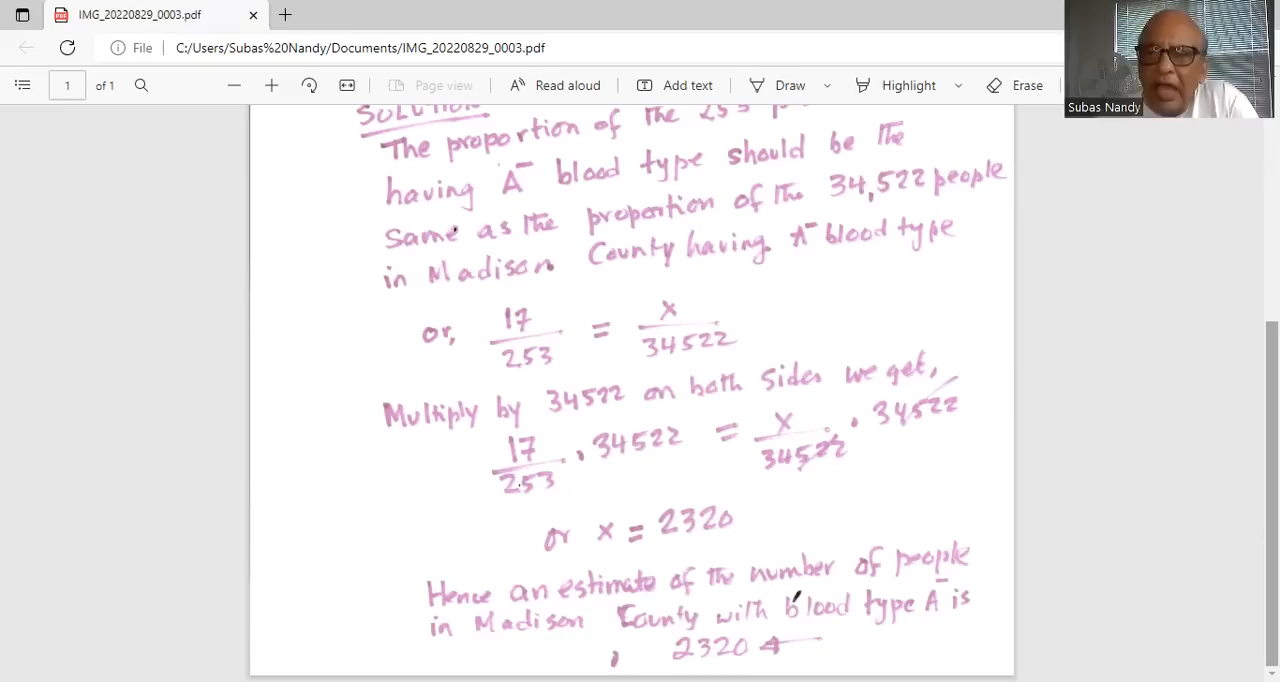 IMG_20220829_0003.pdf
File
C:/Users/Subas%20Nandy/Documents/IMG_20220829_0003.pdf
1
of 1
Page view
Read aloud
Add text
Draw
Highlight
Erase
Subas Nandy
SOLUTION
The proportion of the 253 p
having A⁻ blood type should be the
Same as the proportion of the 34,522 people
in Madison County having A⁻ blood type
or, 17/253 = x/34522
Multiply by 34522 on both sides we get,
17/253 . 34522 = x/34522 . 34522
or x = 2320
Hence an estimate of the number of people
in Madison County with blood type A⁻ is
2320